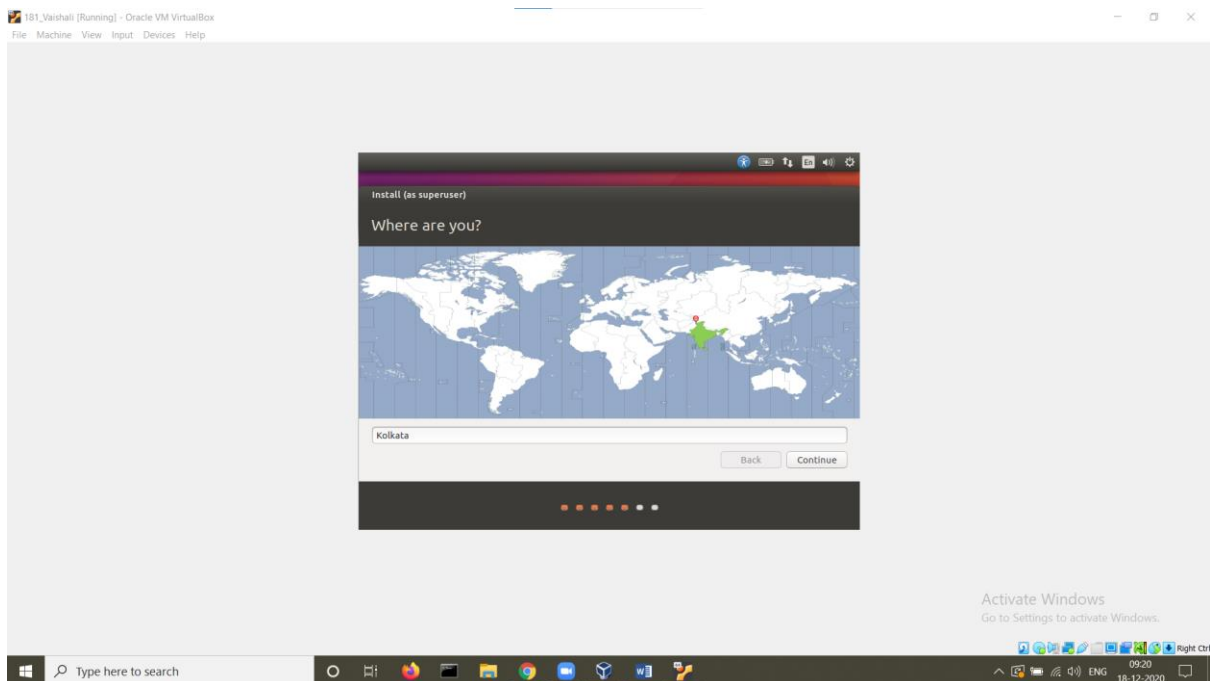 181_Vaishali [Running] - Oracle VM VirtualBox
File Machine View Input Devices Help
En
Install (as superuser)
Where are you?
Kolkata
Back Continue
Activate Windows
Go to Settings to activate Windows.
Right Ctrl
Type here to search
ENG
09:20
18-12-2020